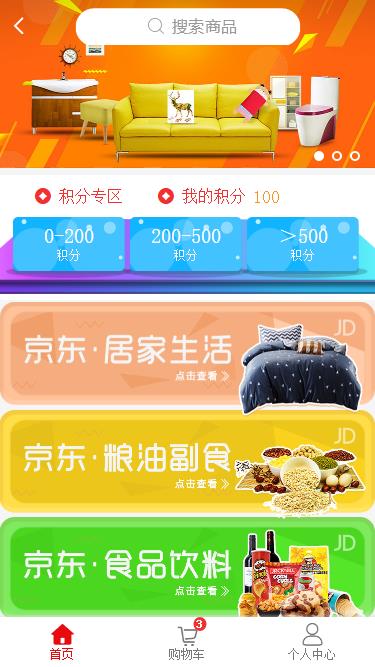 搜索商品
积分专区
我的积分 100
0-200
积分
200-500
积分
>500
积分
JD
京东·居家生活
点击查看
JD
京东·粮油副食
点击查看
JD
京东·食品饮料
点击查看
首页
3
购物车
个人中心